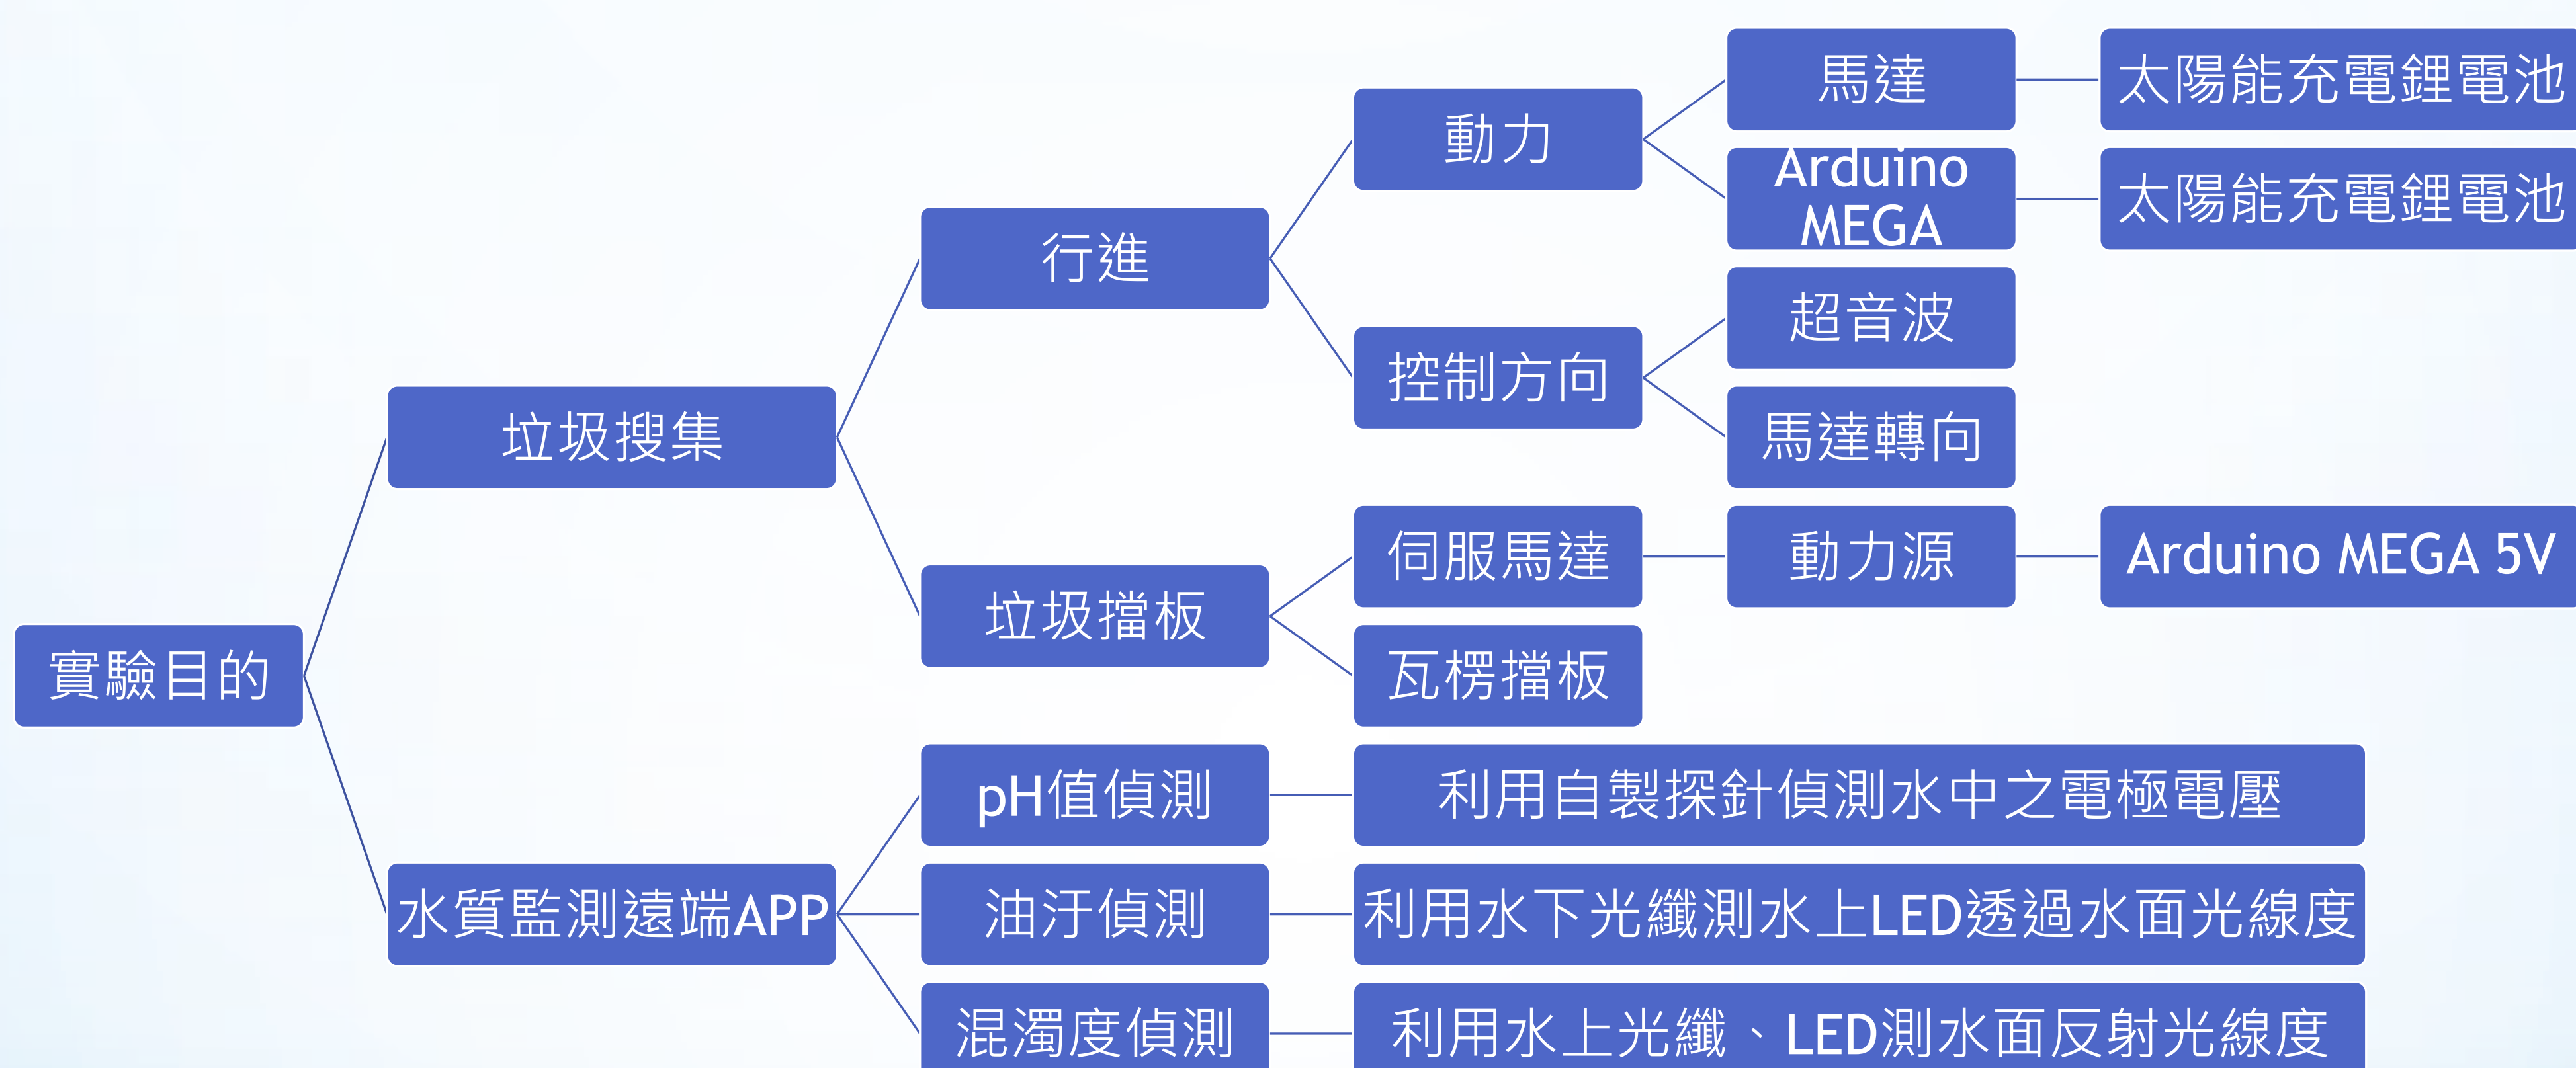 馬達
太陽能充電鋰電池
動力
Arduino
MEGA
太陽能充電鋰電池
行進
超音波
控制方向
馬達轉向
垃圾搜集
伺服馬達
動力源
Arduino MEGA 5V
垃圾擋板
瓦楞擋板
實驗目的
pH值偵測
利用自製探針偵測水中之電極電壓
水質監測遠端APP
油汙偵測
利用水下光纖測水上LED透過水面光線度
混濁度偵測
利用水上光纖、LED測水面反射光線度